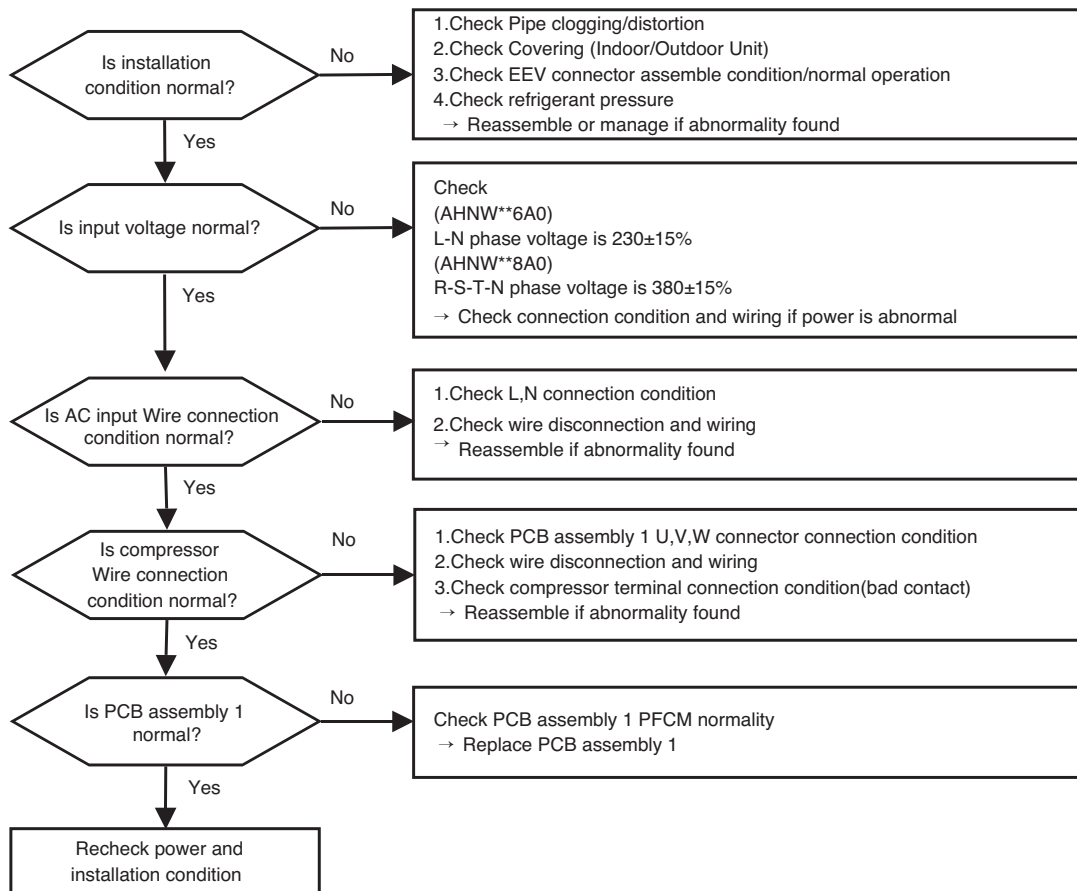 Is installation
condition normal?
No
1.Check Pipe clogging/distortion
2.Check Covering (Indoor/Outdoor Unit)
3.Check EEV connector assemble condition/normal operation
4.Check refrigerant pressure
→ Reassemble or manage if abnormality found
Yes
Is input voltage normal?
No
Check
(AHNW**6A0)
L-N phase voltage is 230±15%
(AHNW**8A0)
R-S-T-N phase voltage is 380±15%
→ Check connection condition and wiring if power is abnormal
Yes
Is AC input Wire connection
condition normal?
No
1.Check L,N connection condition
2.Check wire disconnection and wiring
→ Reassemble if abnormality found
Yes
Is compressor
Wire connection
condition normal?
No
1.Check PCB assembly 1 U,V,W connector connection condition
2.Check wire disconnection and wiring
3.Check compressor terminal connection condition(bad contact)
→ Reassemble if abnormality found
Yes
Is PCB assembly 1
normal?
No
Check PCB assembly 1 PFCM normality
→ Replace PCB assembly 1
Yes
Recheck power and
installation condition